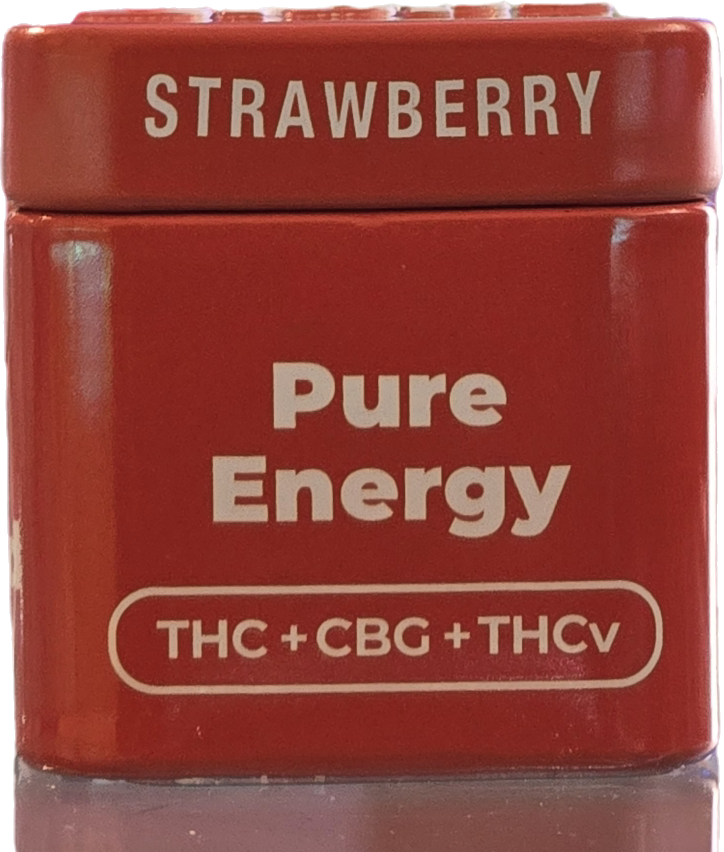 STRAWBERRY
Pure
Energy
THC + CBG + THCv